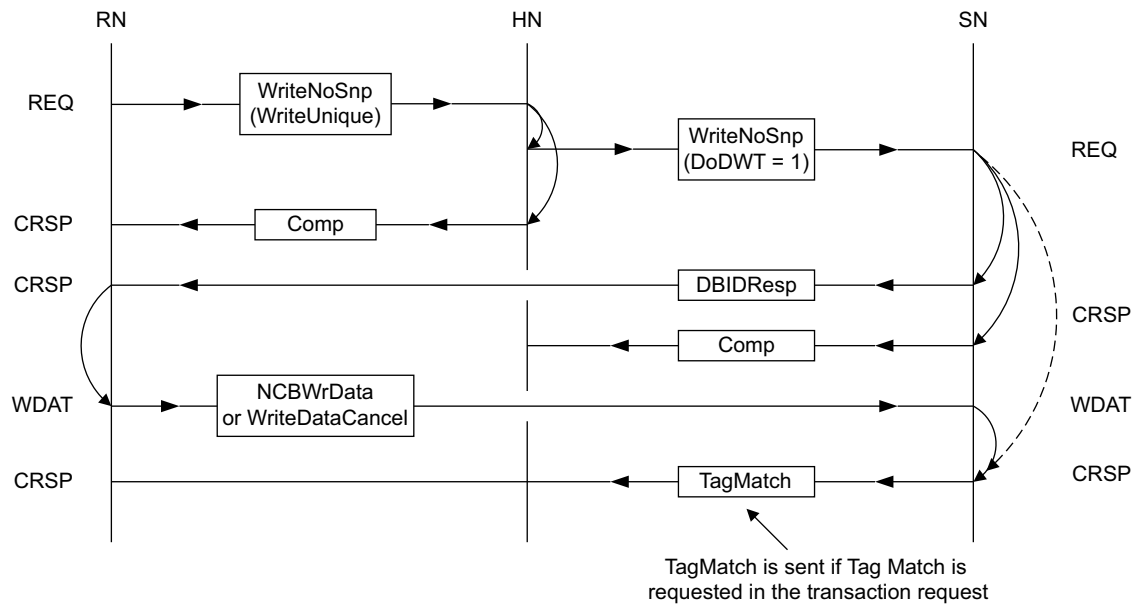 RN
HN
SN
REQ
WriteNoSnp
(WriteUnique)
WriteNoSnp
(DoDWT = 1)
REQ
CRSP
Comp
CRSP
DBIDResp
CRSP
Comp
WDAT
NCBWrData
or WriteDataCancel
WDAT
CRSP
TagMatch
CRSP
TagMatch is sent if Tag Match is
requested in the transaction request